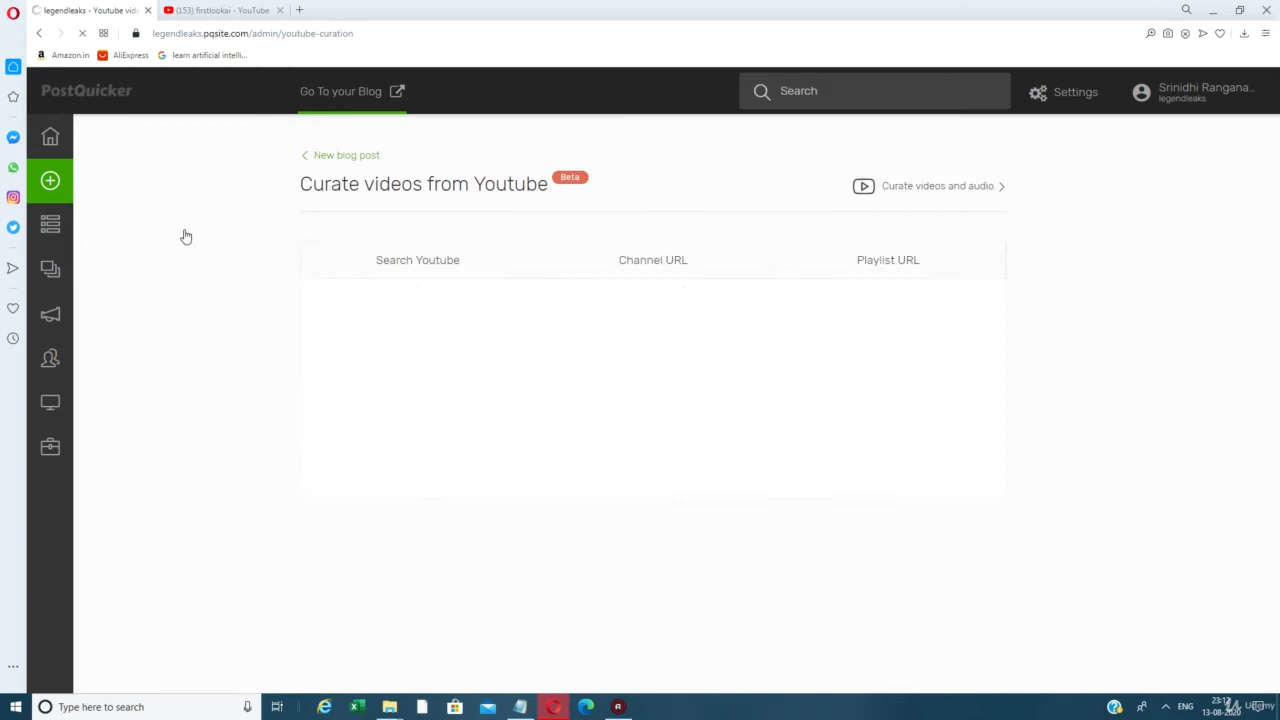 legendleaks - Youtube vide
(153) firstlookai - YouTube
legendleaks.pqsite.com/admin/youtube-curation
Amazon.in
AliExpress
learn artificial intelli...
PostQuicker
Go To your Blog
Search
Settings
Srinidhi Rangana...
legendleaks
New blog post
Curate videos from Youtube
Beta
Curate videos and audio
Search Youtube
Channel URL
Playlist URL
Type here to search
ENG
13-08-2020
Udemy